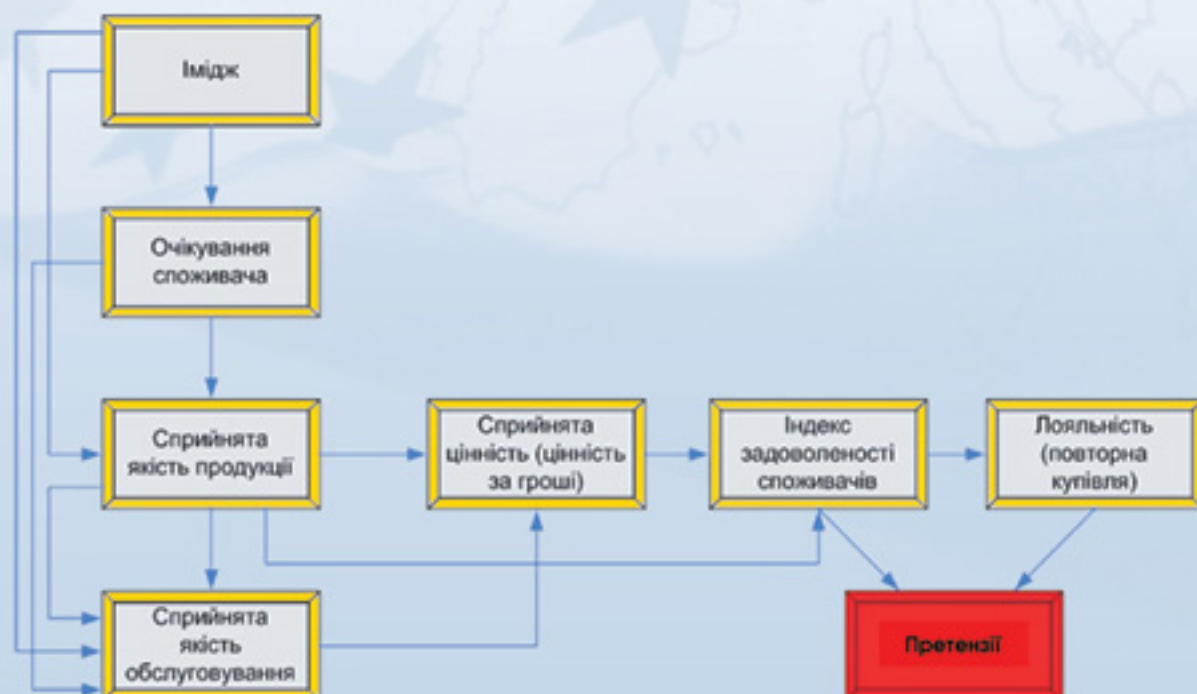 Імідж
Очікування
споживача
Сприйнята
якість продукції
Сприйнята
цінність (цінність
за гроші)
Індекс
задоволеності
споживачів
Лояльність
(повторна
купівля)
Сприйнята
якість
обслуговування
Претензії